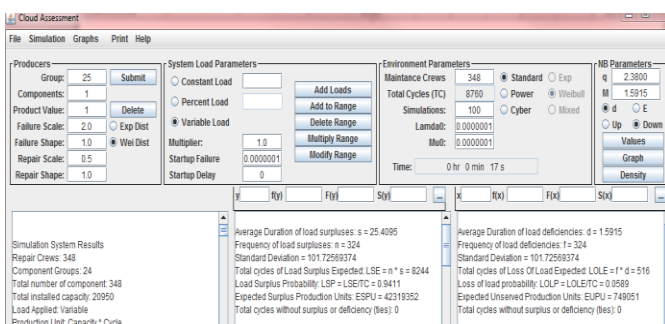 Cloud Assessment
File Simulation Graphs Print Help
Producers
Group: 25 Submit
Components: 1
Product Value: 1 Delete
Failure Scale: 2.0 Exp Dist
Failure Shape: 1.0 Wei Dist
Repair Scale: 0.5
Repair Shape: 1.0
System Load Parameters
Constant Load
Percent Load
Variable Load
Multiplier: 1.0
Startup Failure 0.0000001
Startup Delay 0
Add Loads
Add to Range
Delete Range
Multiply Range
Modify Range
Environment Parameters
Maintance Crews 348 Standard Exp
Total Cycles (TC) 8760 Power Weibull
Simulations: 100 Cyber Mixed
Lamda0: 0.0000001
Mu0: 0.0000001
Time: 0 hr 0 min 17 s
NB Parameters
q 2.3800
M 1.5915
d E
Up Down
Values
Graph
Density
y f(y) F(y) S(y) ...
x f(x) F(x) S(x) ...
Simulation System Results
Repair Crews: 348
Component Groups: 24
Total number of component: 348
Total installed capacity: 20950
Load Applied: Variable
Production Unit: Capacity * Cycle
Average Duration of load surpluses: s = 25.4095
Frequency of load surpluses: n = 324
Standard Deviation = 101.72569374
Total cycles of Load Surplus Expected: LSE = n * s = 8244
Load Surplus Probability: LSP = LSE/TC = 0.9411
Expected Surplus Production Units: ESPU = 42319352
Total cycles without surplus or deficiency (ties): 0
Average Duration of load deficiencies: d = 1.5915
Frequency of load deficiencies: f = 324
Standard Deviation = 101.72569374
Total cycles of Loss Of Load Expected: LOLE = f * d = 516
Loss of load probability: LOLP = LOLE/TC = 0.0589
Expected Unserved Production Units: EUPU = 749051
Total cycles without surplus or deficiency (ties): 0